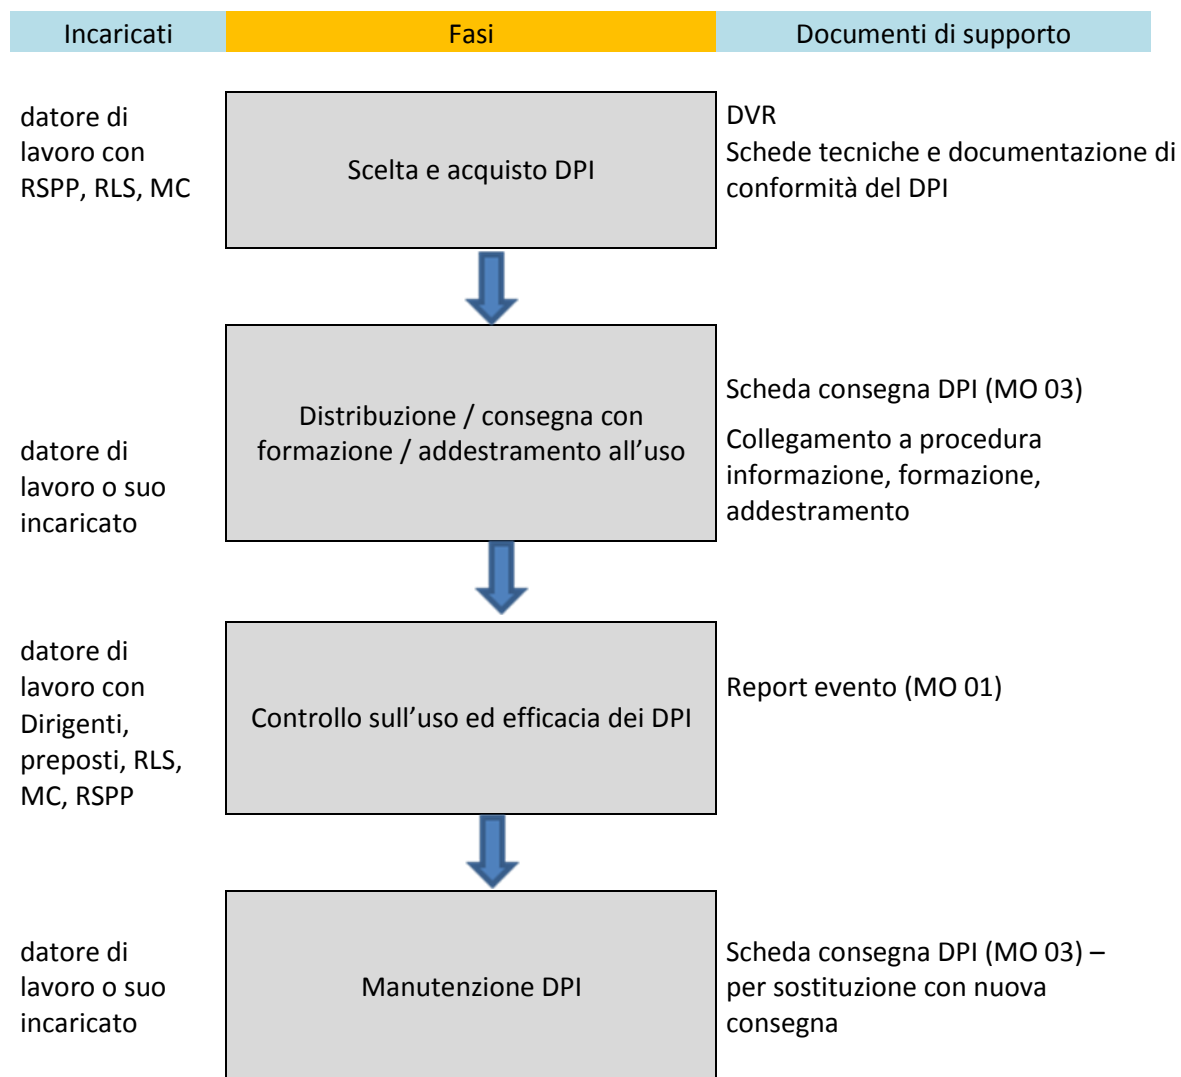 Incaricati
Fasi
Documenti di supporto
datore di
lavoro con
RSPP, RLS, MC
Scelta e acquisto DPI
DVR
Schede tecniche e documentazione di
conformità del DPI
datore di
lavoro o suo
incaricato
Distribuzione / consegna con
formazione / addestramento all’uso
Scheda consegna DPI (MO 03)
Collegamento a procedura
informazione, formazione,
addestramento
datore di
lavoro con
Dirigenti,
preposti, RLS,
MC, RSPP
Controllo sull’uso ed efficacia dei DPI
Report evento (MO 01)
datore di
lavoro o suo
incaricato
Manutenzione DPI
Scheda consegna DPI (MO 03) –
per sostituzione con nuova
consegna